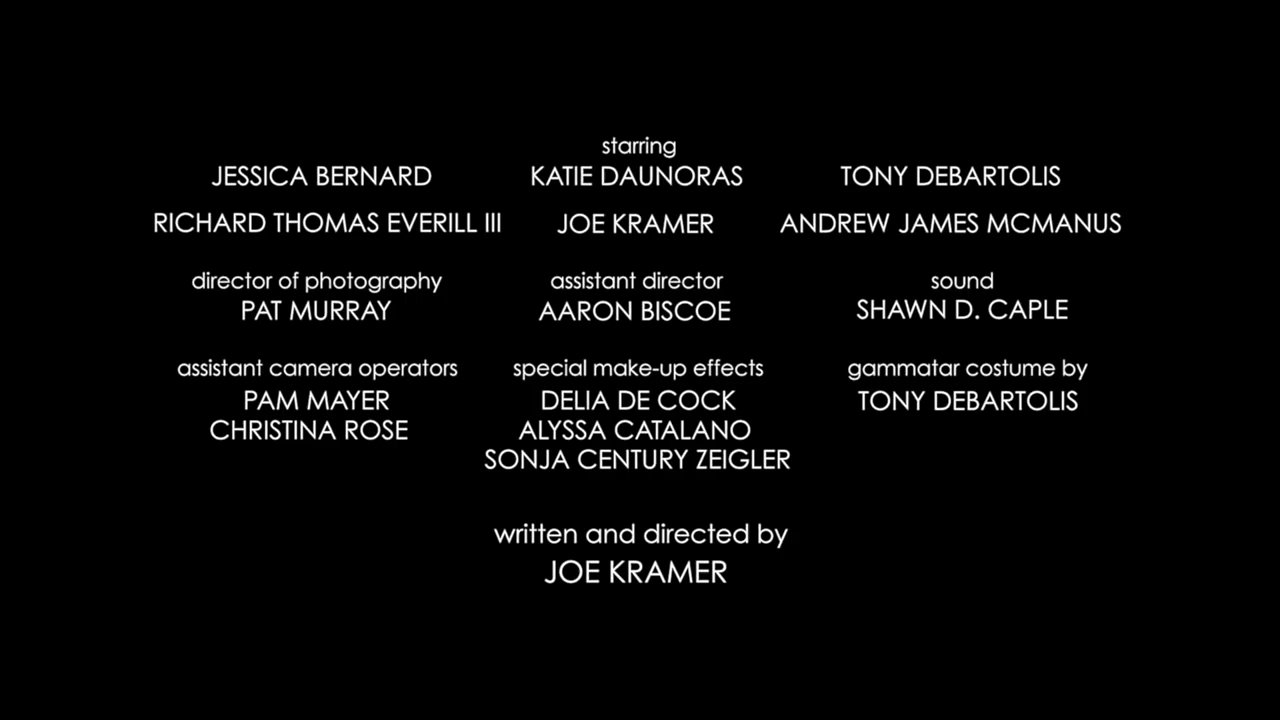 starring
JESSICA BERNARD KATIE DAUNORAS TONY DEBARTOLIS
RICHARD THOMAS EVERILL III JOE KRAMER ANDREW JAMES MCMANUS
director of photography assistant director sound
PAT MURRAY AARON BISCOE SHAWN D. CAPLE
assistant camera operators special make-up effects gammatar costume by
PAM MAYER DELIA DE COCK TONY DEBARTOLIS
CHRISTINA ROSE ALYSSA CATALANO
SONJA CENTURY ZEIGLER
written and directed by
JOE KRAMER